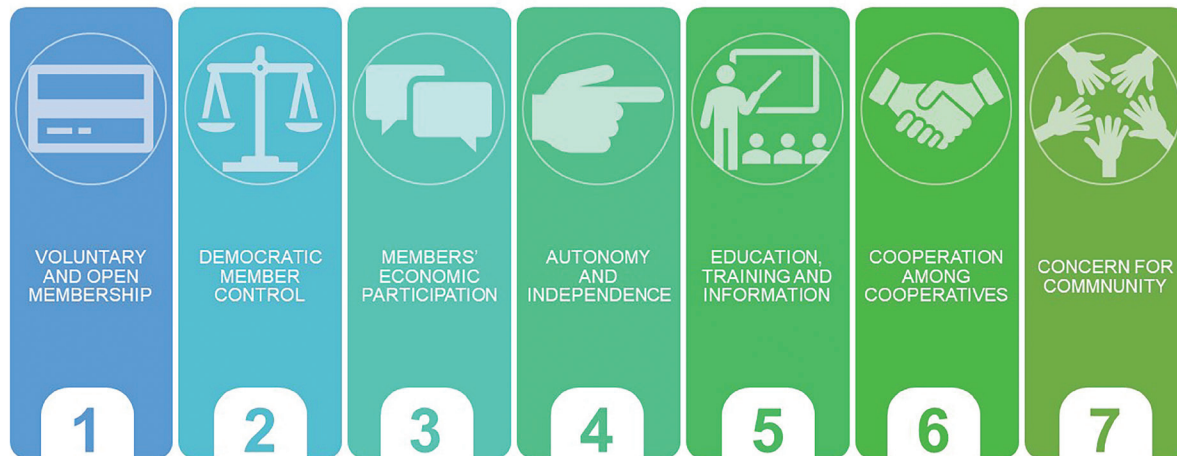 VOLUNTARY
AND OPEN
MEMBERSHIP
1
DEMOCRATIC
MEMBER
CONTROL
2
MEMBERS'
ECONOMIC
PARTICIPATION
3
AUTONOMY
AND
INDEPENDENCE
4
EDUCATION,
TRAINING AND
INFORMATION
5
COOPERATION
AMONG
COOPERATIVES
6
CONCERN FOR
COMMNUNITY
7